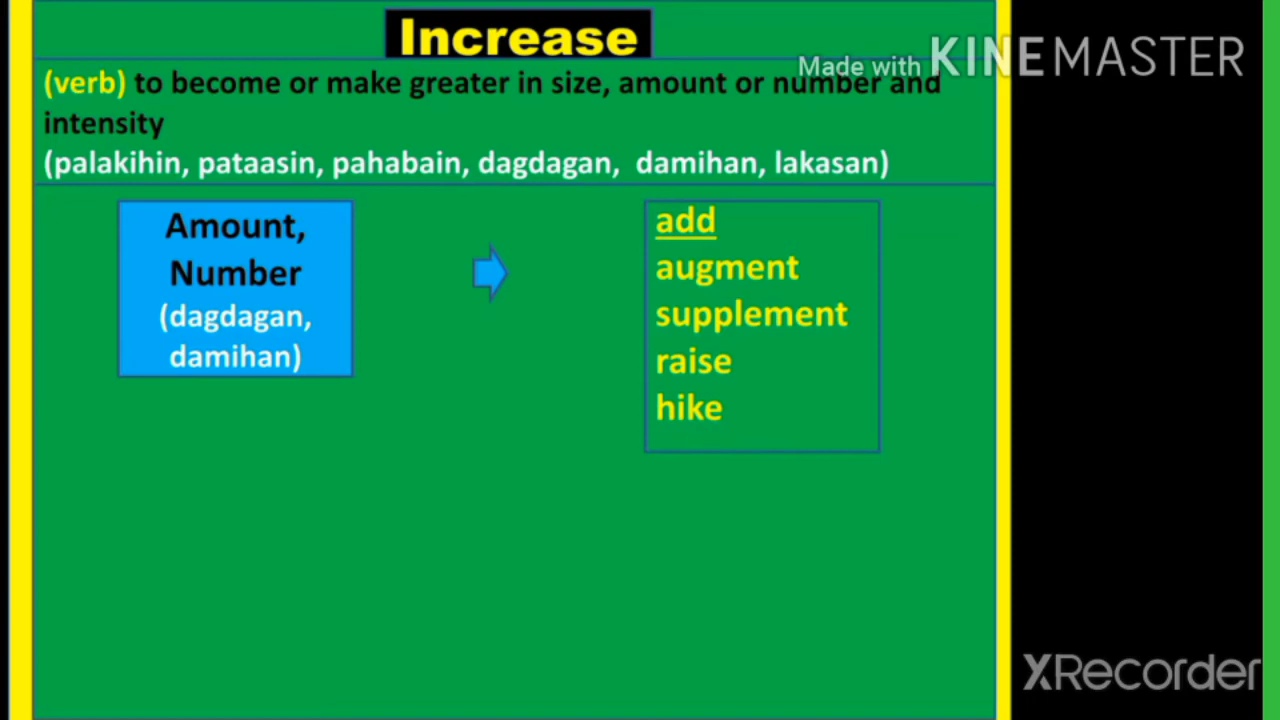 Increase
Made with KINEMASTER
(verb) to become or make greater in size, amount or number and
intensity
(palakihin, pataasin, pahabain, dagdagan, damihan, lakasan)
Amount,
Number
(dagdagan,
damihan)
add
augment
supplement
raise
hike
XRecorder